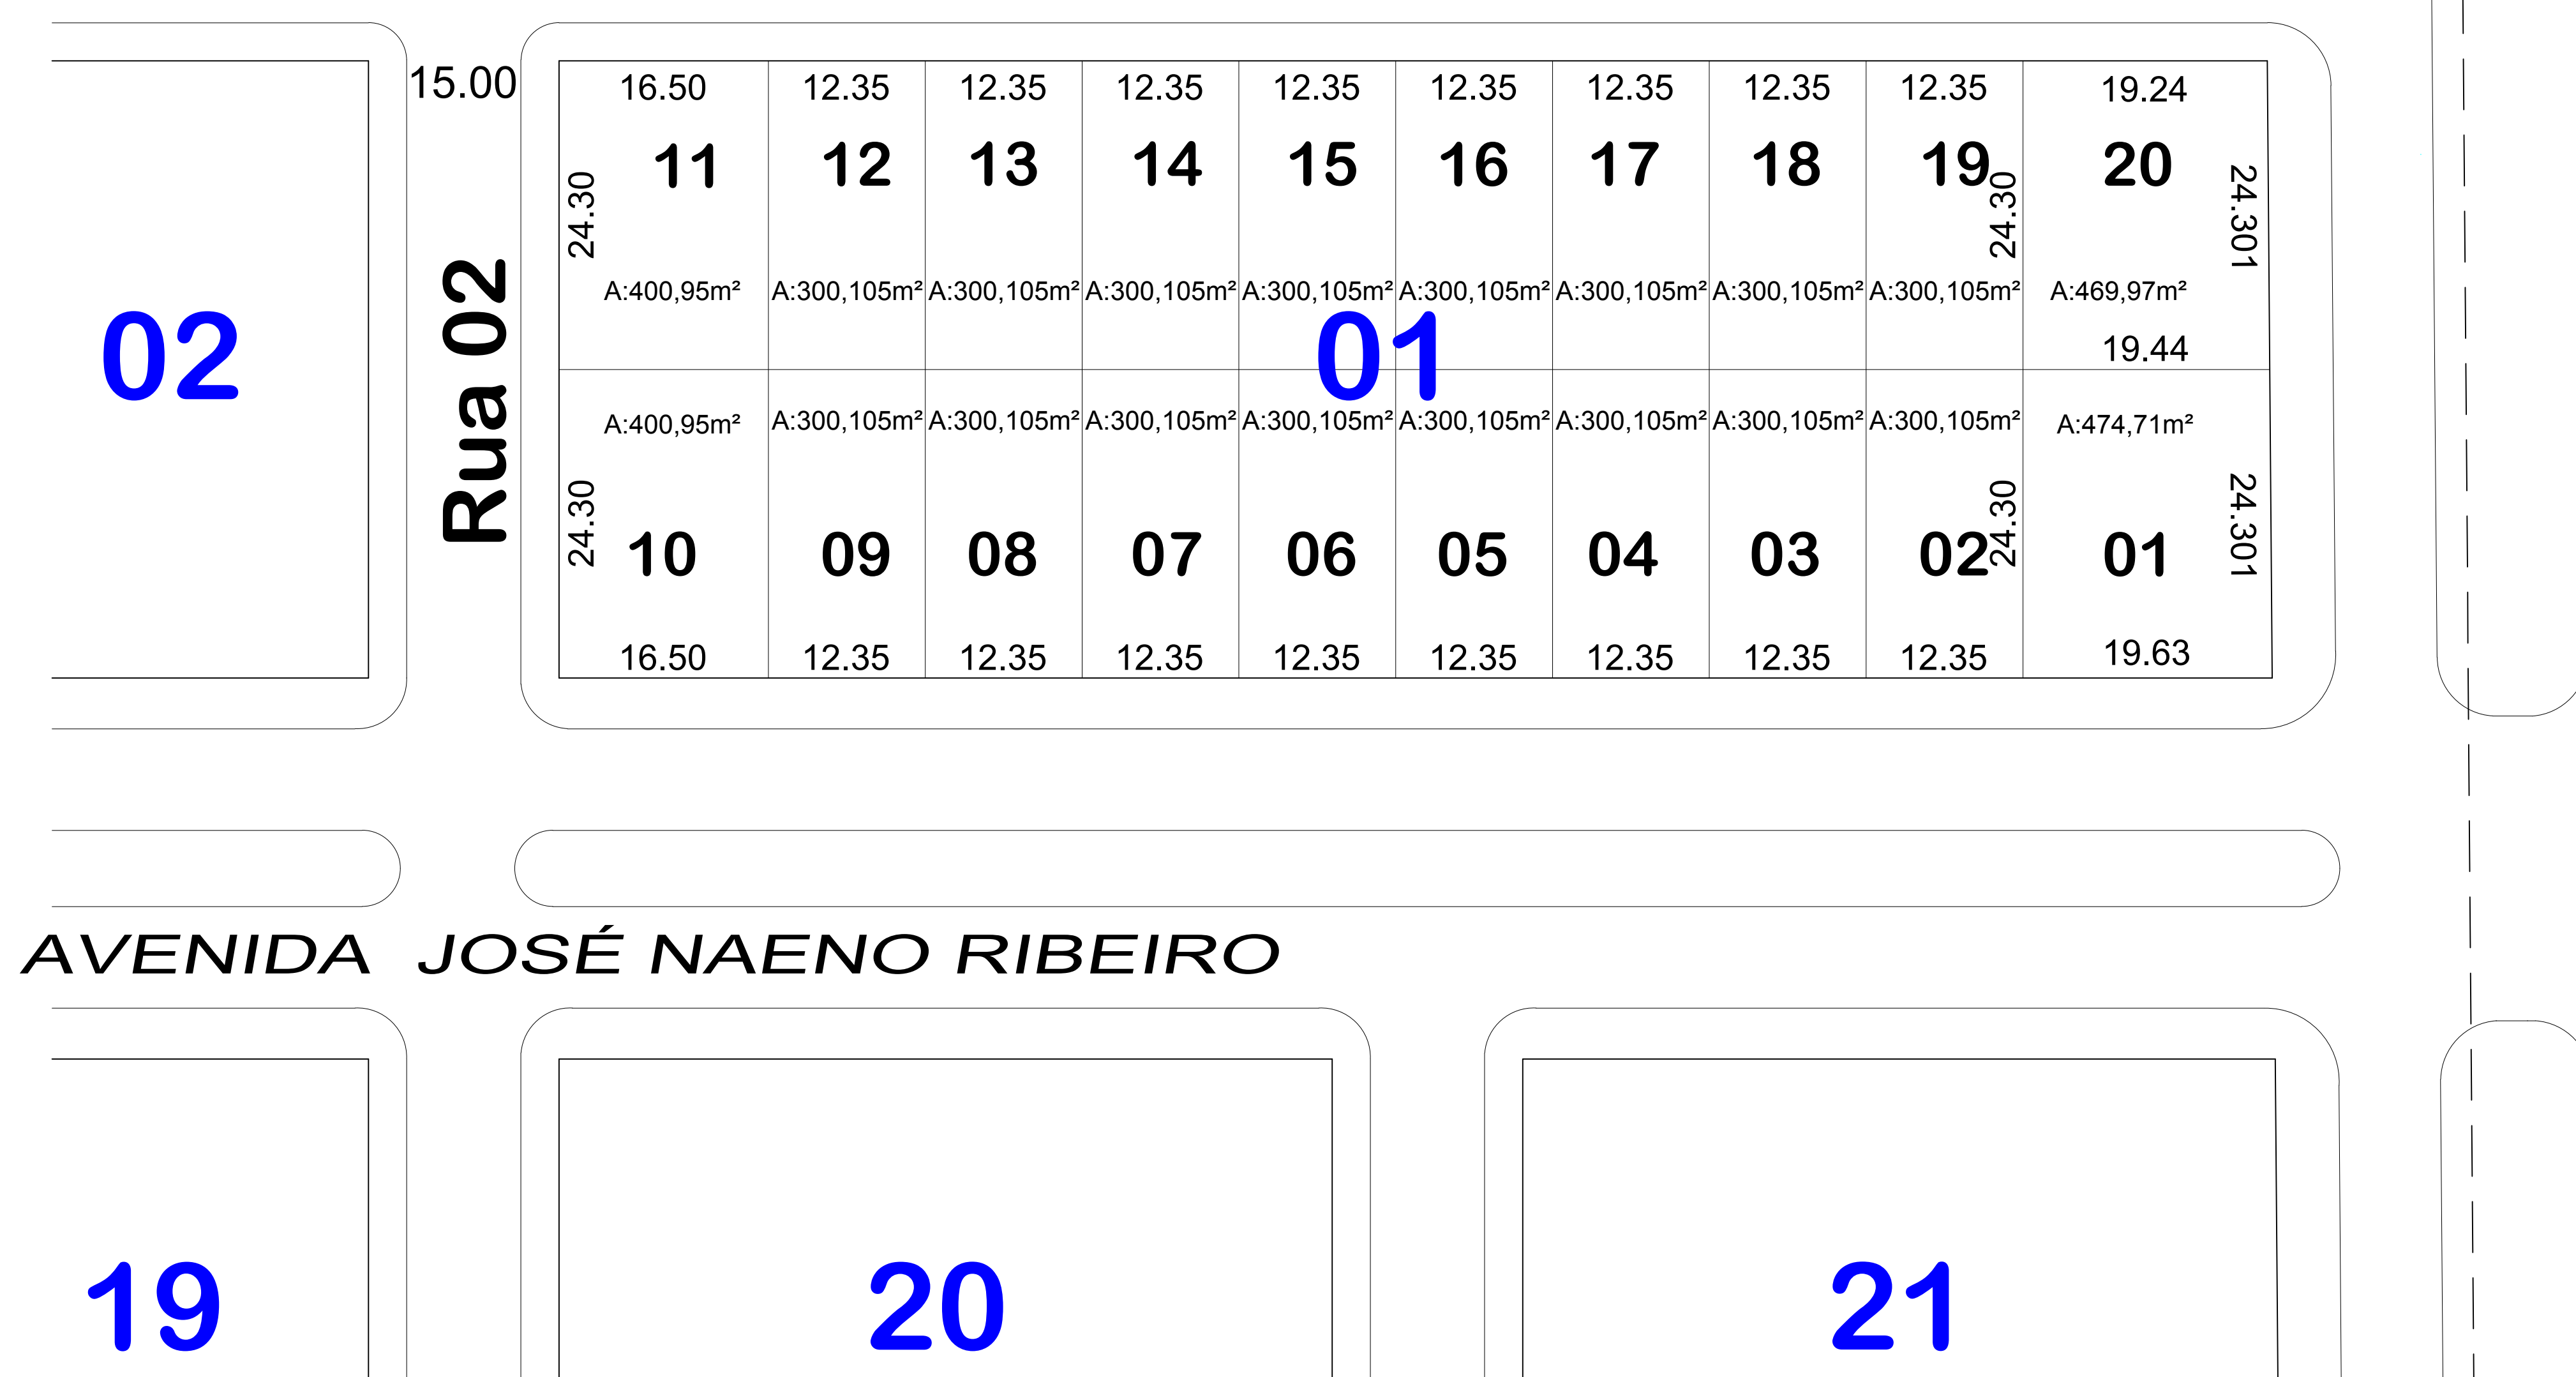 15.00
16.50 12.35 12.35 12.35 12.35 12.35 12.35 12.35 12.35 19.24
11 12 13 14 15 16 17 18 19 20
24.30 24.30 24.301
A:400,95m² A:300,105m² A:300,105m² A:300,105m² A:300,105m² A:300,105m² A:300,105m² A:300,105m² A:300,105m² A:469,97m²
19.44
02 Rua 02 01
A:400,95m² A:300,105m² A:300,105m² A:300,105m² A:300,105m² A:300,105m² A:300,105m² A:300,105m² A:300,105m² A:474,71m²
24.30 24.30 24.301
10 09 08 07 06 05 04 03 02 01
16.50 12.35 12.35 12.35 12.35 12.35 12.35 12.35 12.35 19.63
AVENIDA JOSÉ NAENO RIBEIRO
19 20 21